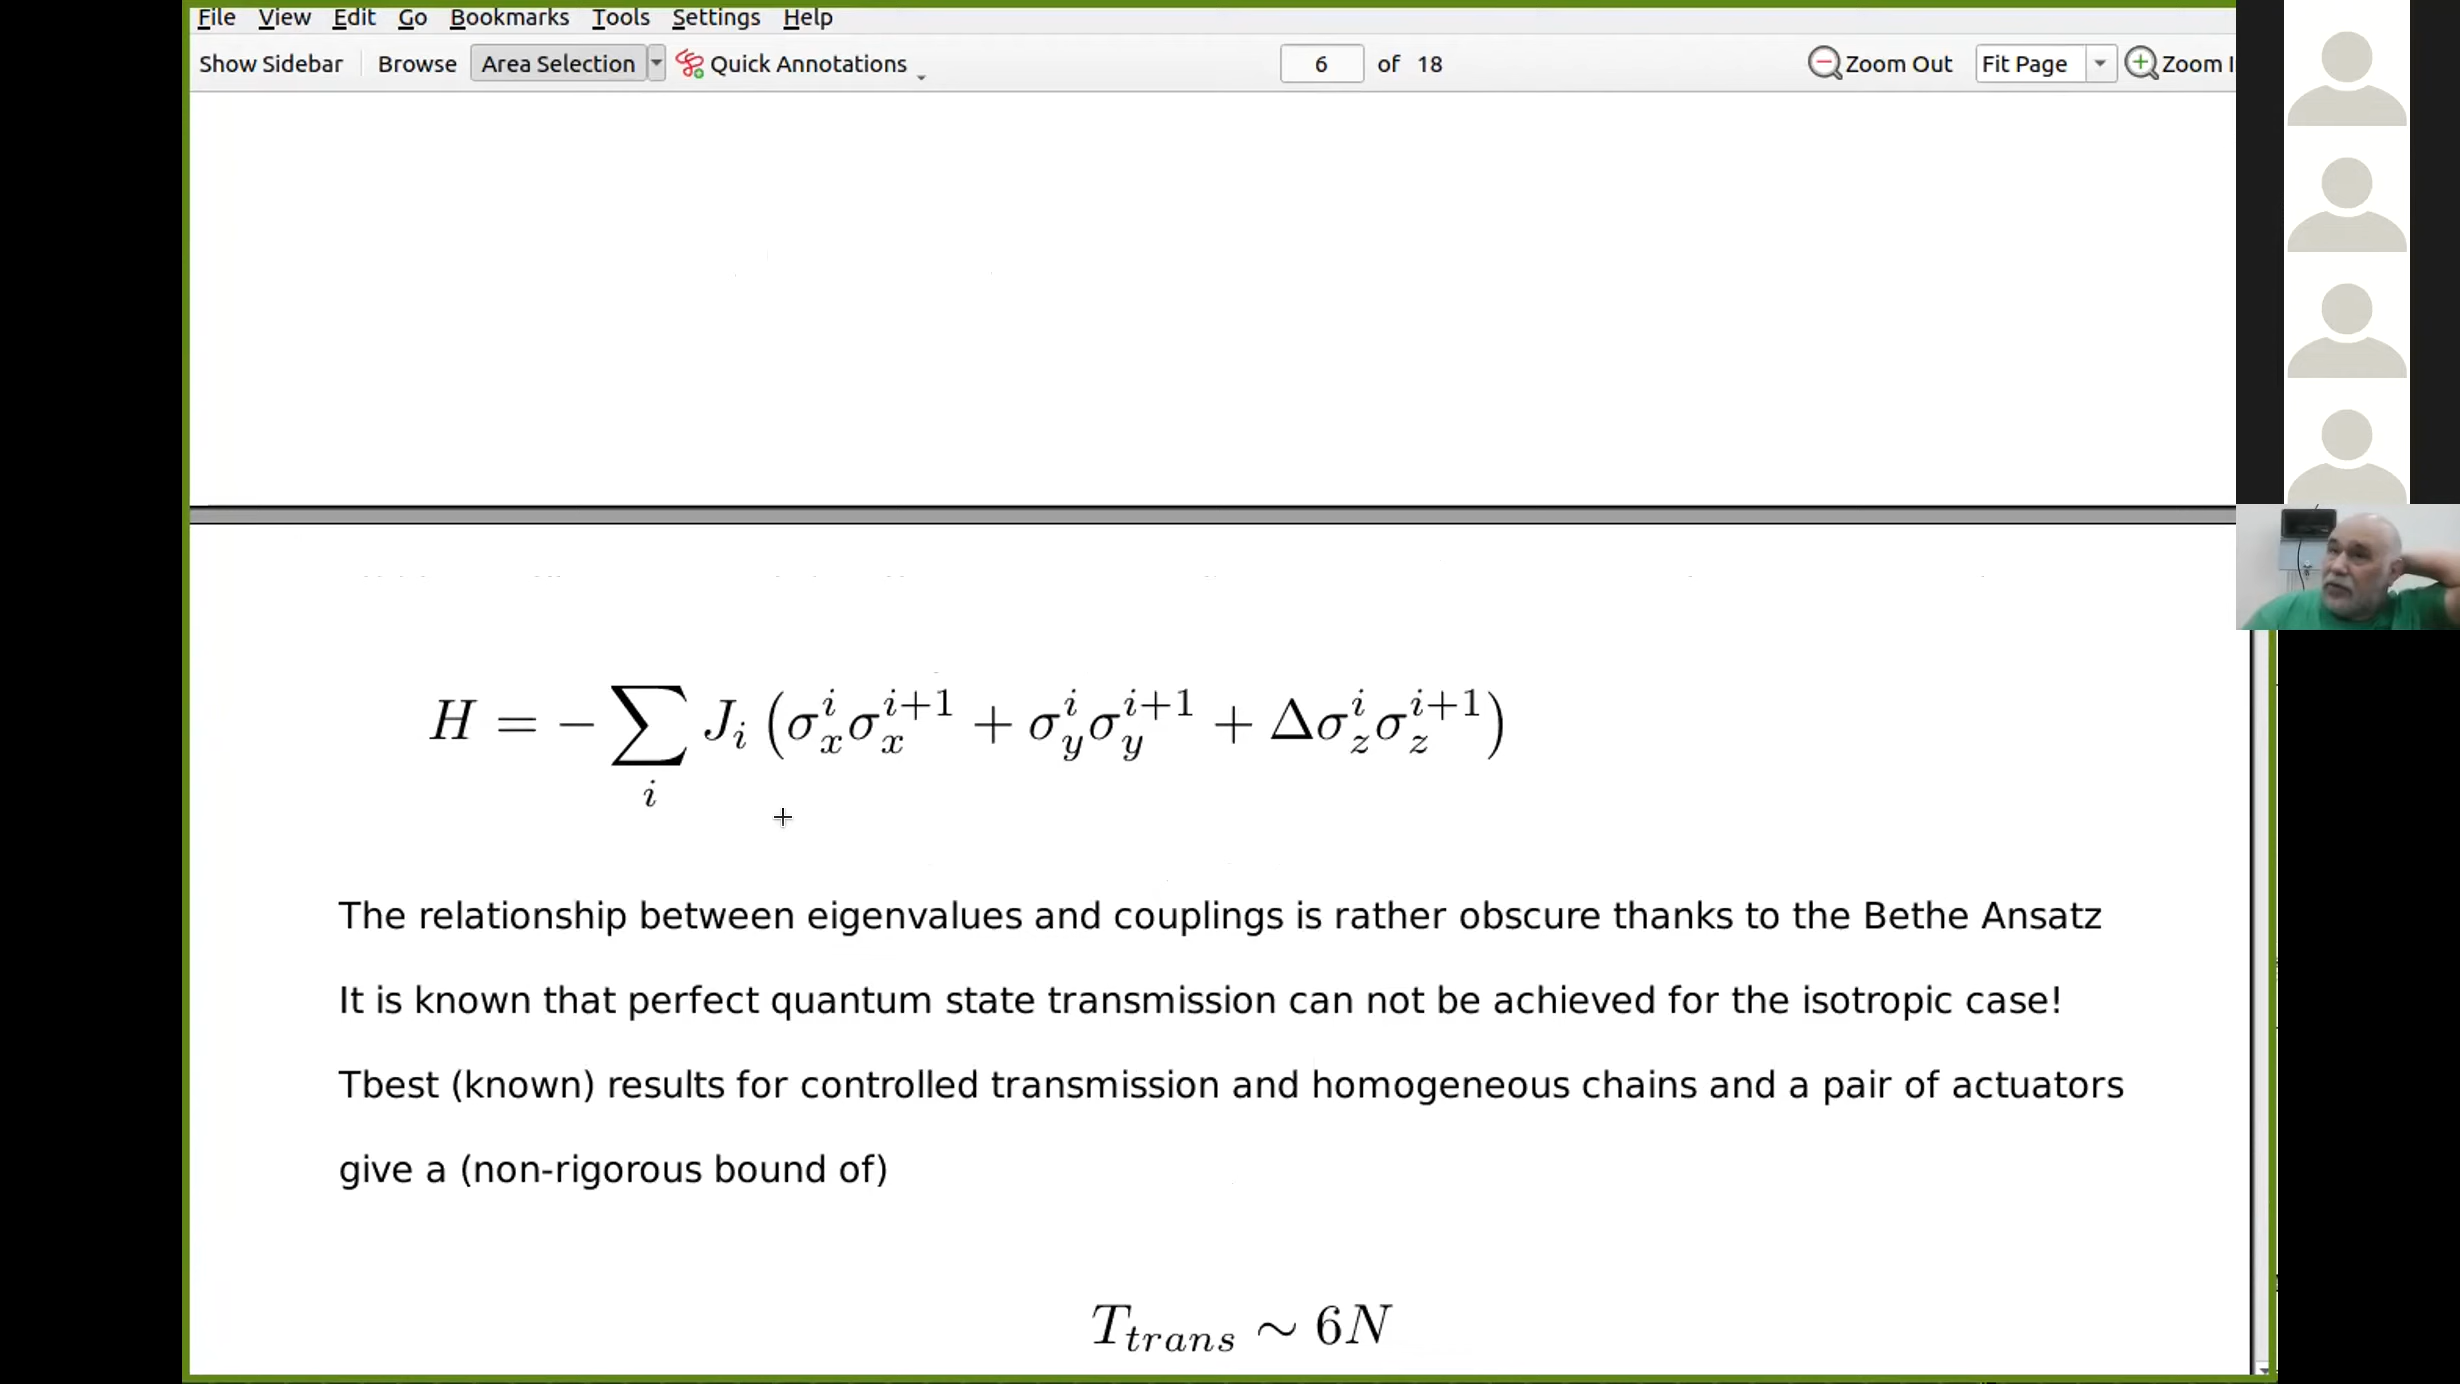 File View Edit Go Bookmarks Tools Settings Help
Show Sidebar Browse Area Selection Quick Annotations 6 of 18 Zoom Out Fit Page Zoom I
H = − ∑_i J_i (σ_x^i σ_x^{i+1} + σ_y^i σ_y^{i+1} + Δσ_z^i σ_z^{i+1})
The relationship between eigenvalues and couplings is rather obscure thanks to the Bethe Ansatz
It is known that perfect quantum state transmission can not be achieved for the isotropic case!
Tbest (known) results for controlled transmission and homogeneous chains and a pair of actuators
give a (non-rigorous bound of)
T_{trans} ∼ 6N